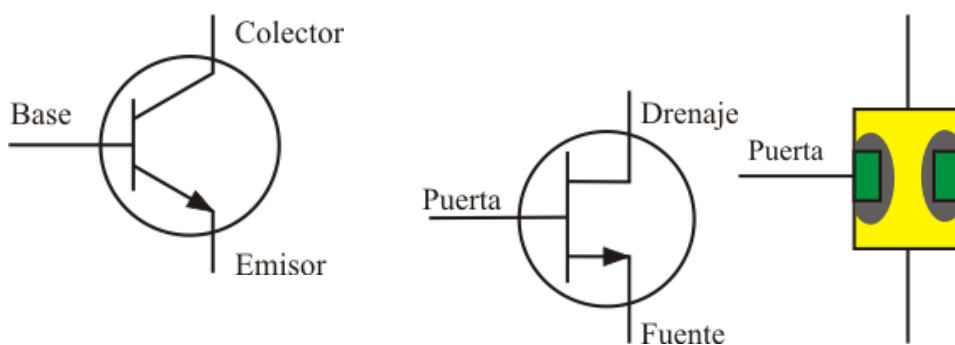 Colector
Base
Emisor
Drenaje
Puerta
Fuente
Puerta